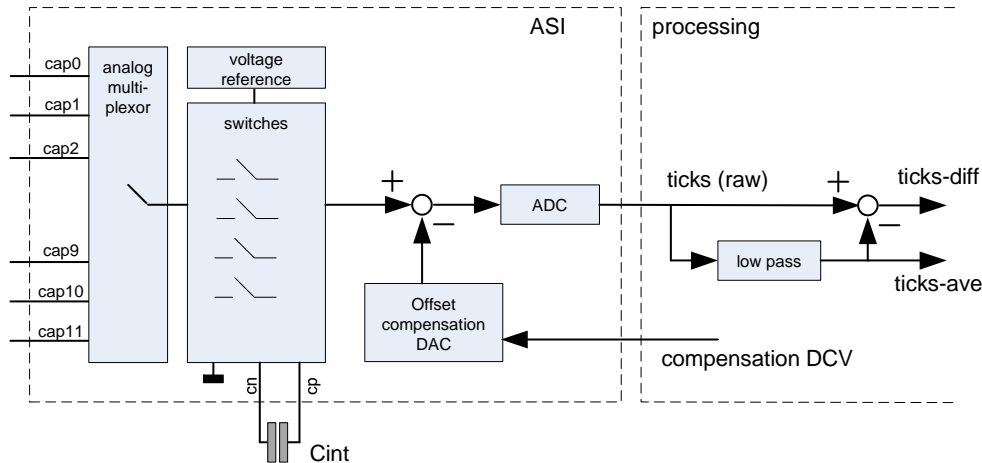 ASI
processing
cap0
cap1
cap2
cap9
cap10
cap11
analog
multi-
plexor
voltage
reference
switches
+
−
ADC
ticks (raw)
+
−
ticks-diff
low pass
ticks-ave
Offset
compensation
DAC
compensation DCV
cn
cp
Cint